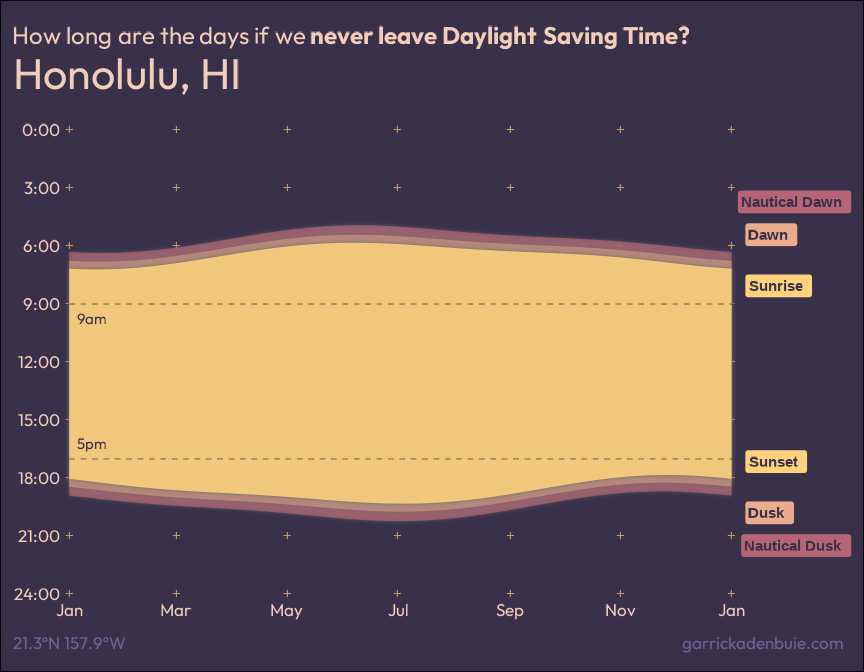 How long are the days if we never leave Daylight Saving Time?
Honolulu, HI
0:00
3:00
Nautical Dawn
Dawn
6:00
Sunrise
9:00
9am
12:00
15:00
5pm
Sunset
18:00
Dusk
21:00
Nautical Dusk
24:00
Jan Mar May Jul Sep Nov Jan
21.3°N 157.9°W garrickadenbuie.com